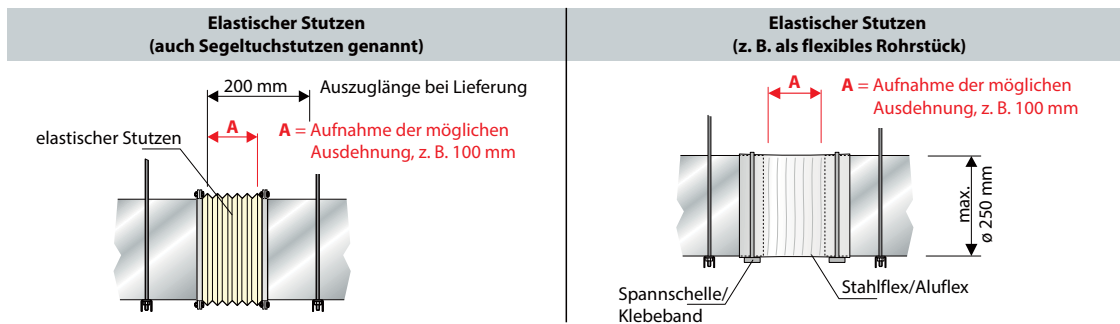 Elastischer Stutzen
(auch Segeltuchstutzen genannt)
200 mm
Auszuglänge bei Lieferung
A
A = Aufnahme der möglichen
Ausdehnung, z. B. 100 mm
elastischer Stutzen
Elastischer Stutzen
(z. B. als flexibles Rohrstück)
A
A = Aufnahme der möglichen
Ausdehnung, z. B. 100 mm
max.
ø 250 mm
Spannschelle/
Klebeband
Stahlflex/Aluflex